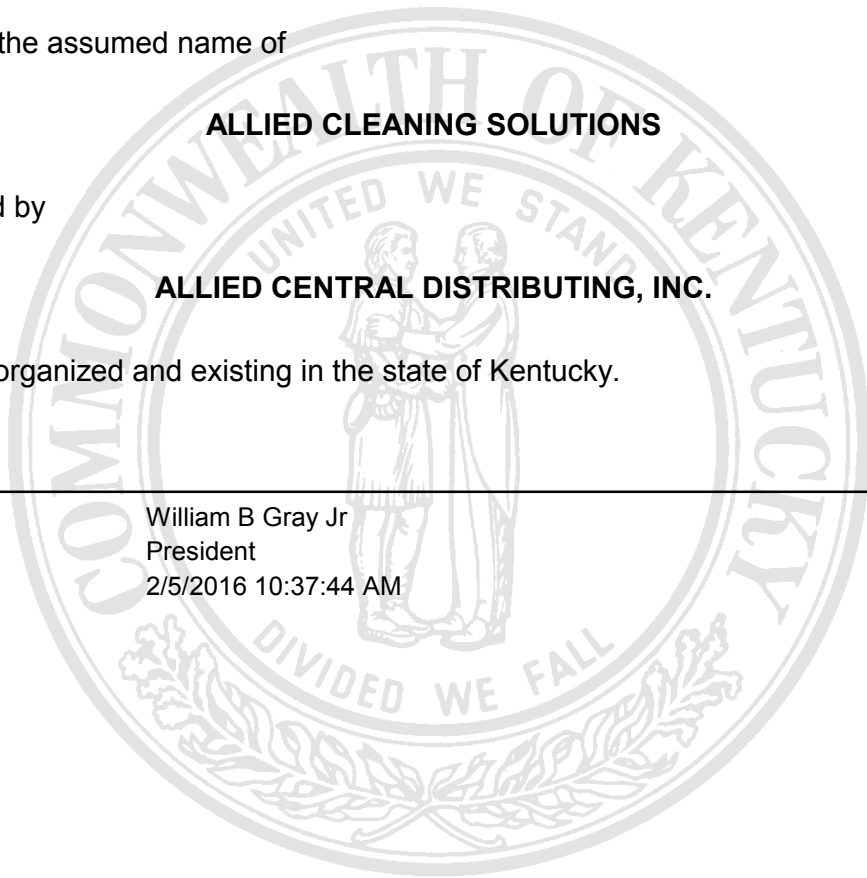 the assumed name of
ALLIED CLEANING SOLUTIONS
by
ALLIED CENTRAL DISTRIBUTING, INC.
organized and existing in the state of Kentucky.
William B Gray Jr
President
2/5/2016 10:37:44 AM
COMMONWEALTH OF KENTUCKY
UNITED WE STAND
DIVIDED WE FALL